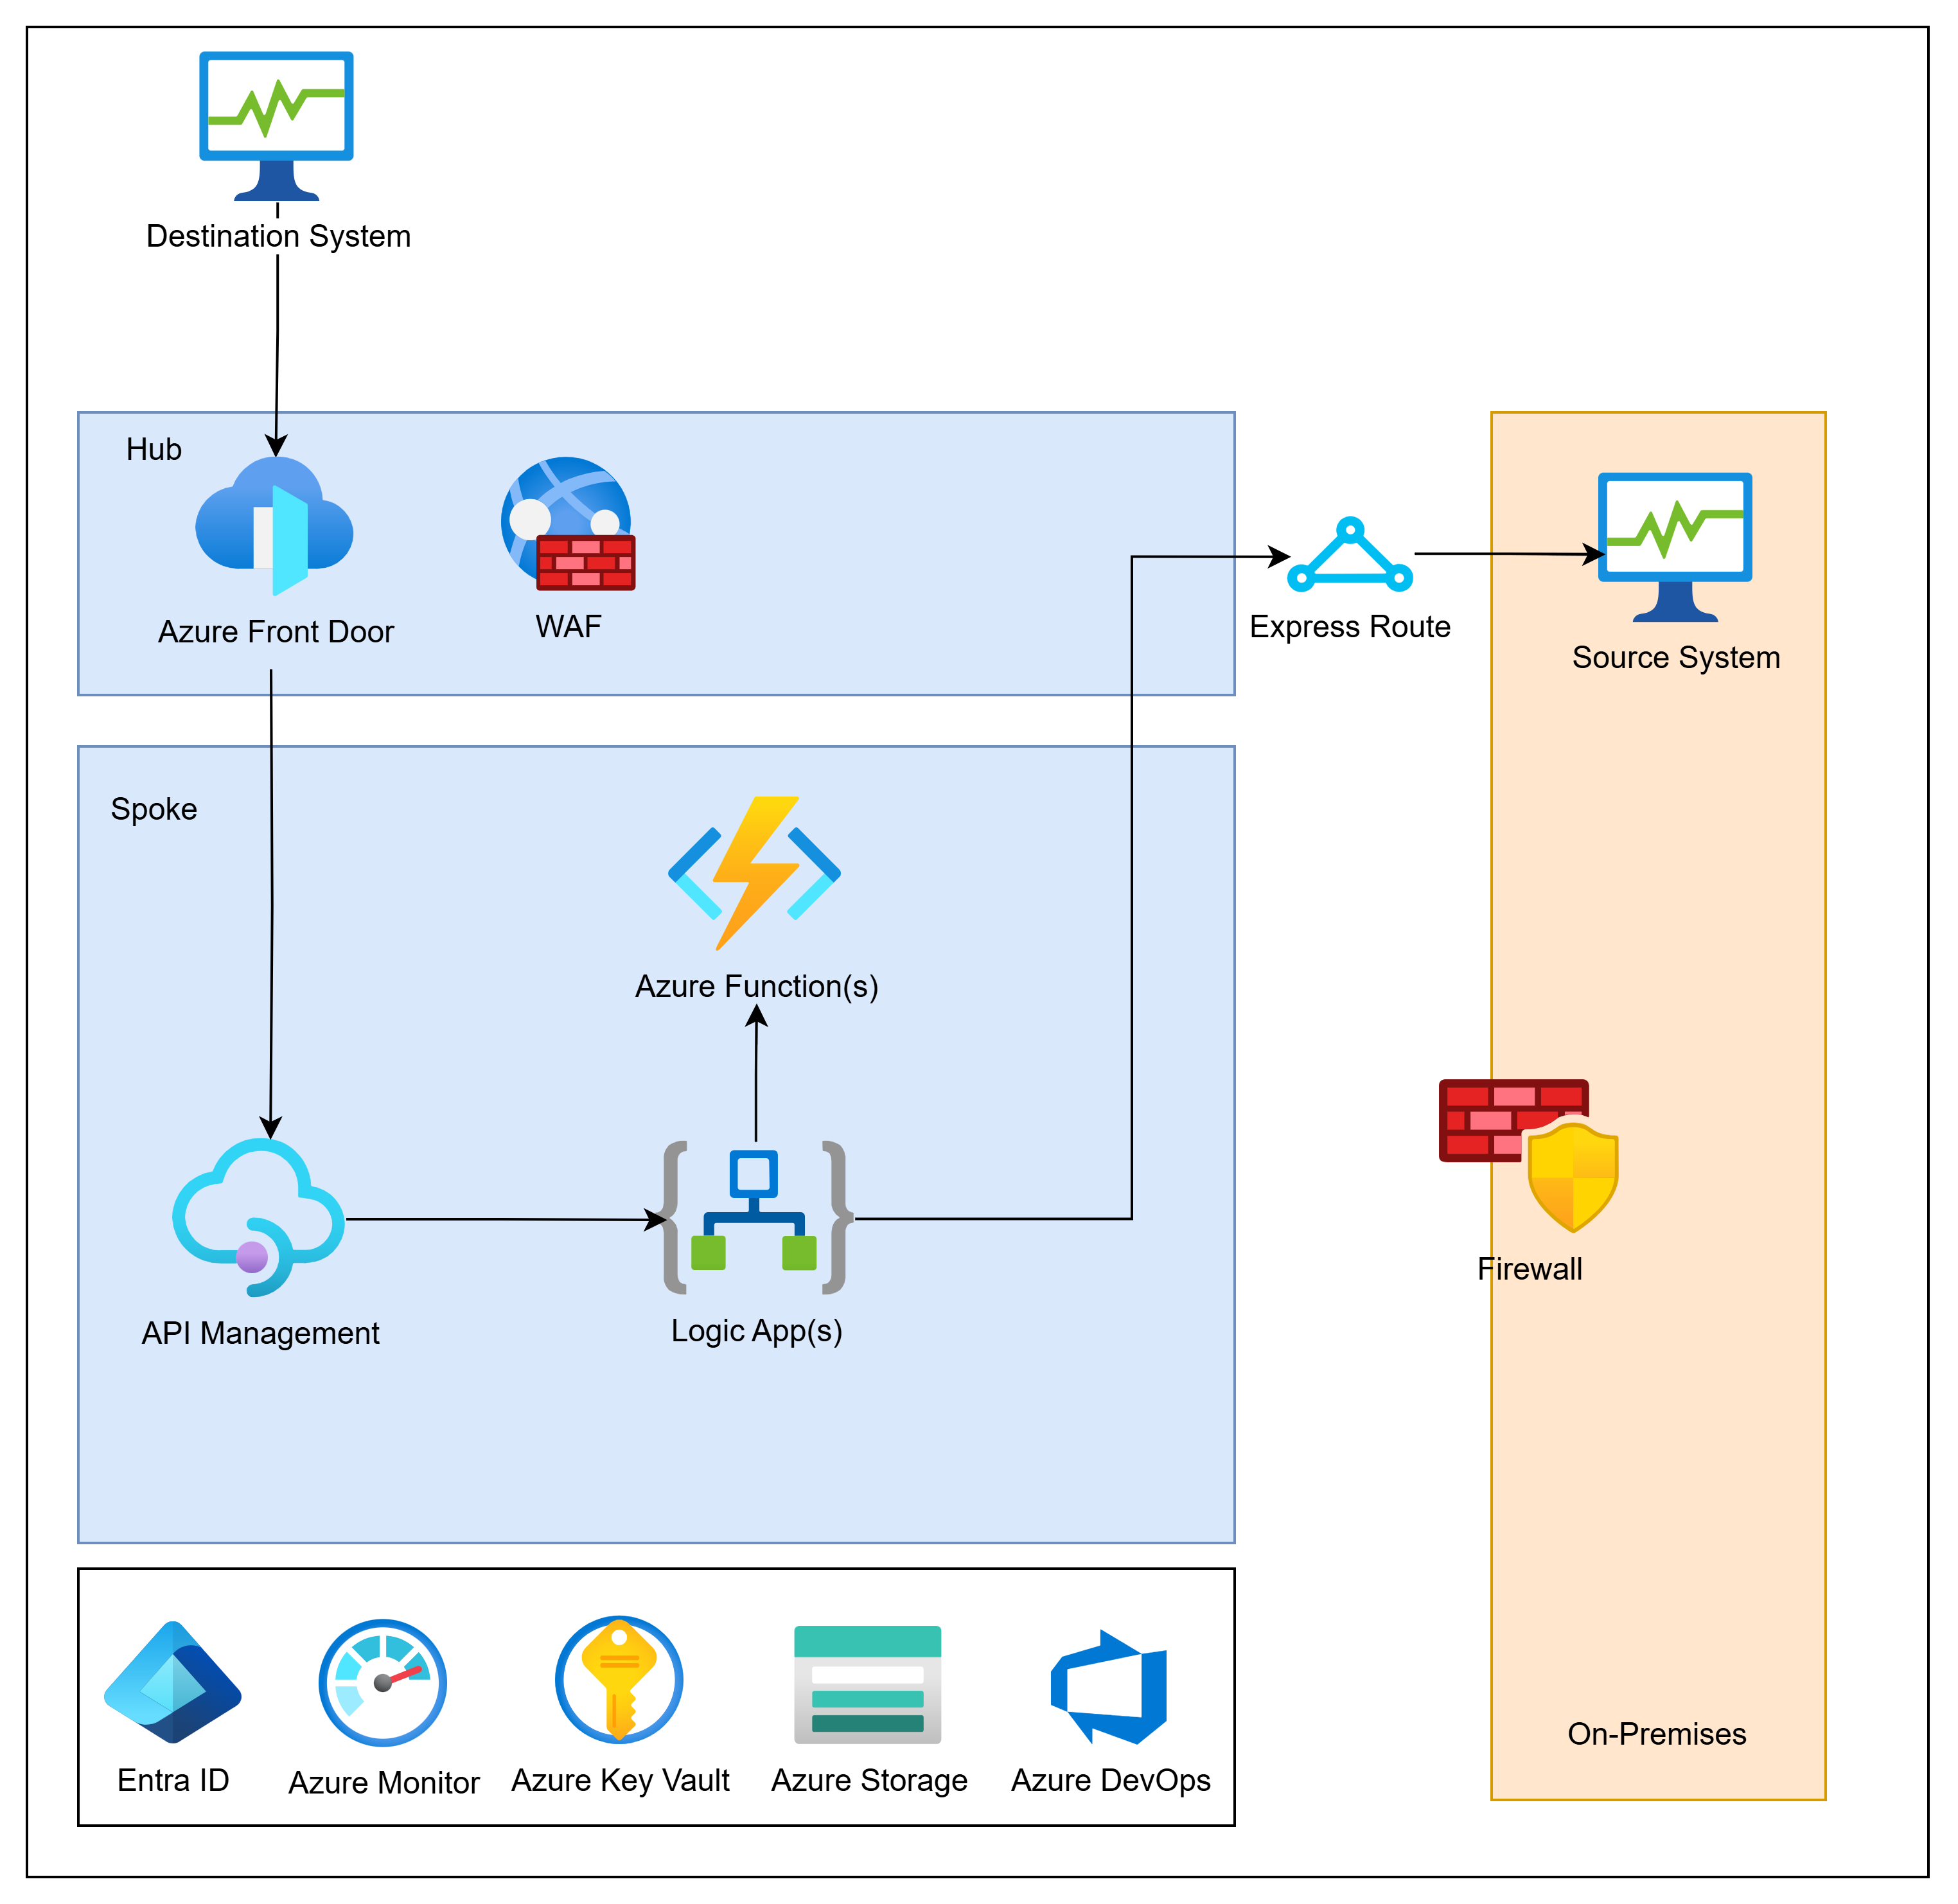 Destination System
Hub
Azure Front Door
WAF
Express Route
Source System
Spoke
Azure Function(s)
Firewall
API Management
Logic App(s)
On-Premises
Entra ID
Azure Monitor
Azure Key Vault
Azure Storage
Azure DevOps